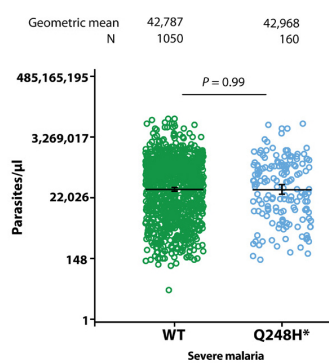 Geometric mean 42,787 42,968
N 1050 160
485,165,195
P = 0.99
3,269,017
22,026
148
1
Parasites/µl
WT Q248H*
Severe malaria